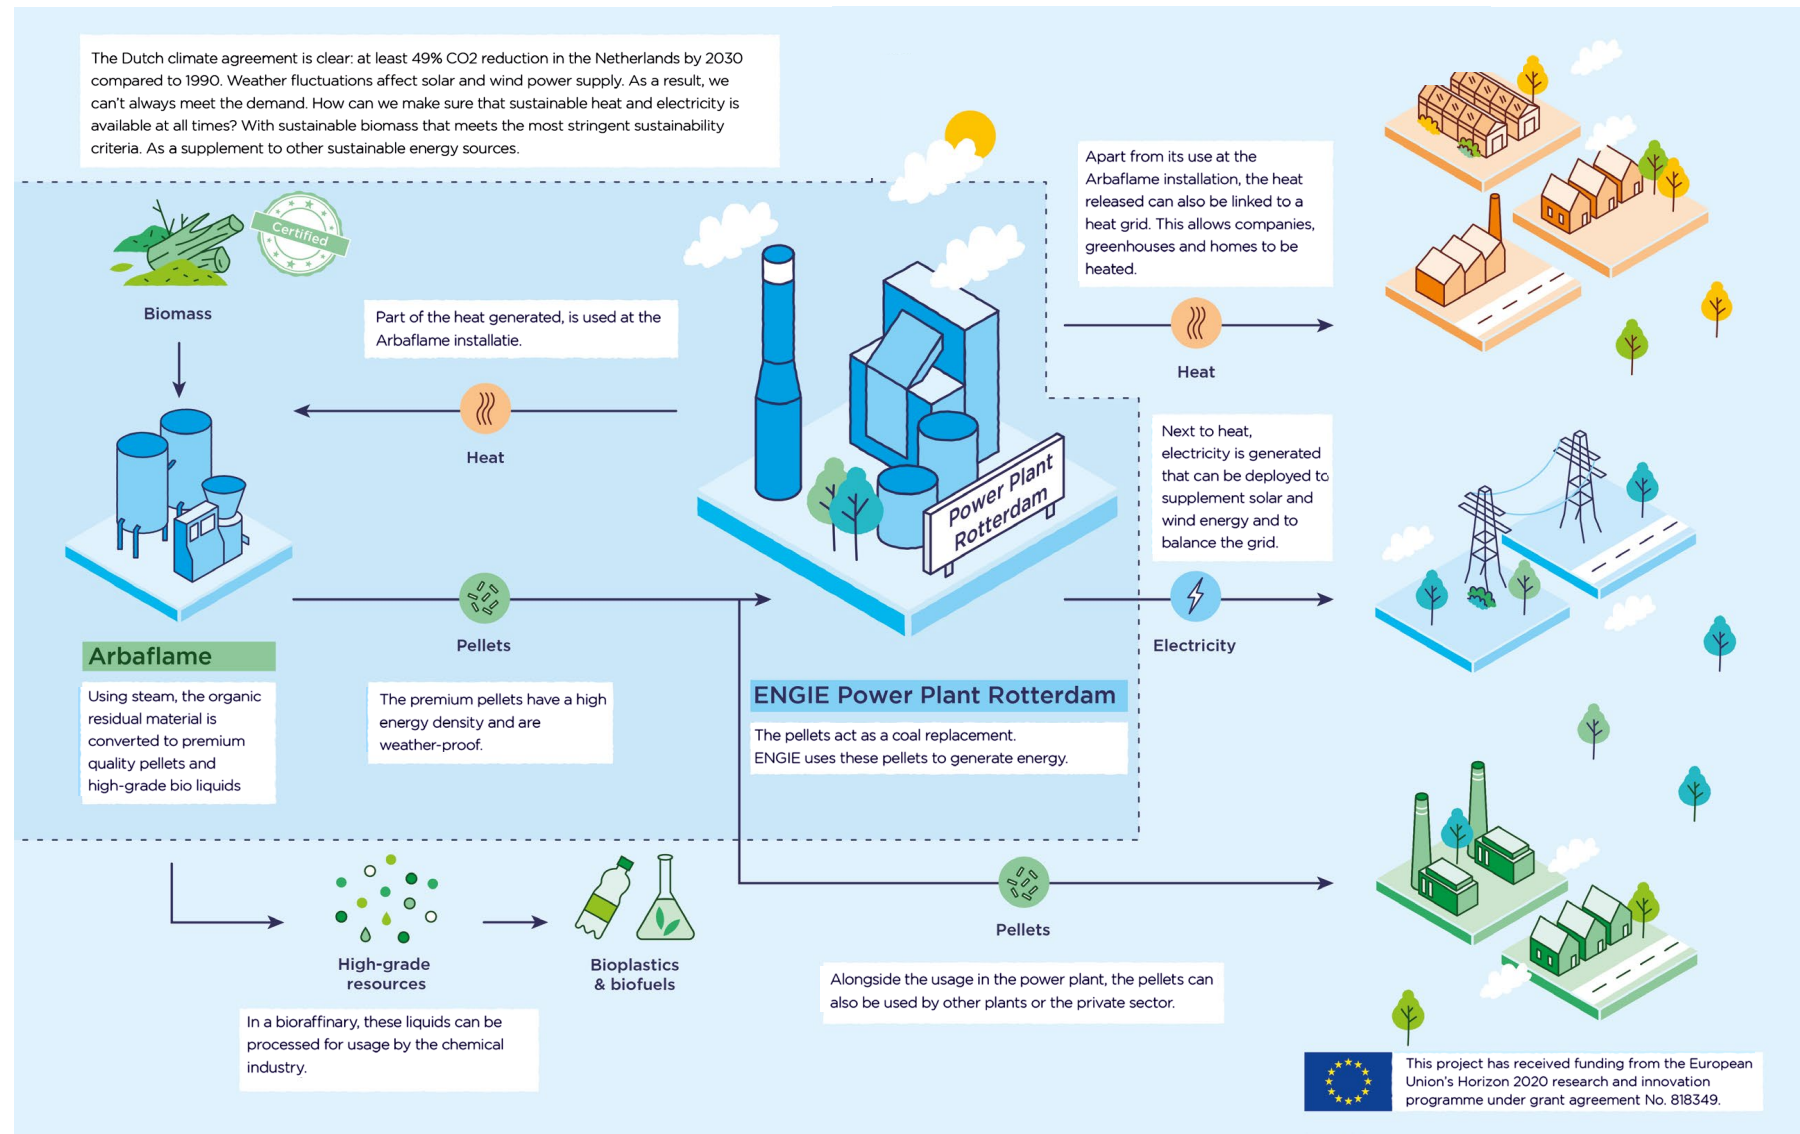 The Dutch climate agreement is clear: at least 49% CO2 reduction in the Netherlands by 2030
compared to 1990. Weather fluctuations affect solar and wind power supply. As a result, we
can't always meet the demand. How can we make sure that sustainable heat and electricity is
available at all times? With sustainable biomass that meets the most stringent sustainability
criteria. As a supplement to other sustainable energy sources.
Certified
Biomass
Part of the heat generated, is used at the
Arbaflame installatie.
Heat
Apart from its use at the
Arbaflame installation, the heat
released can also be linked to a
heat grid. This allows companies,
greenhouses and homes to be
heated.
Heat
Power Plant
Rotterdam
Next to heat,
electricity is generated
that can be deployed to
supplement solar and
wind energy and to
balance the grid.
Electricity
Pellets
Arbaflame
Using steam, the organic
residual material is
converted to premium
quality pellets and
high-grade bio liquids
The premium pellets have a high
energy density and are
weather-proof.
ENGIE Power Plant Rotterdam
The pellets act as a coal replacement.
ENGIE uses these pellets to generate energy.
High-grade
resources
Bioplastics
& biofuels
In a bioraffinary, these liquids can be
processed for usage by the chemical
industry.
Pellets
Alongside the usage in the power plant, the pellets can
also be used by other plants or the private sector.
This project has received funding from the European
Union's Horizon 2020 research and innovation
programme under grant agreement No. 818349.